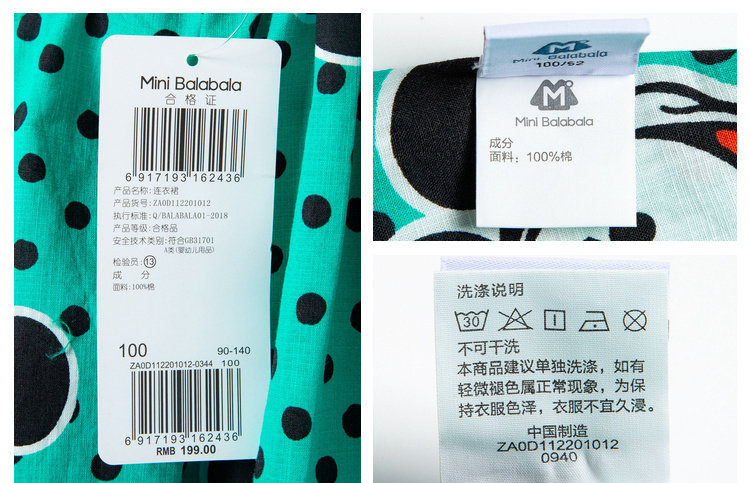 Mini Balabala
合格证
6 917193 162436
产品名称: 连衣裙
产品货号: ZA0D112201012
执行标准: Q/BALABALA01-2018
产品等级: 合格品
安全技术类别: 符合GB31701
A类(婴幼儿用品)
检验员: 13
成 分
面料: 100%棉
100 90-140
ZA0D112201012-0344 100
6 917193 162436
RMB 199.00
Mini Balabala
100/52
Mini Balabala
成分
面料: 100%棉
洗涤说明
30
不可干洗
本商品建议单独洗涤，如有
轻微褪色属正常现象，为保
持衣服色泽，衣服不宜久浸。
中国制造
ZA0D112201012
0940